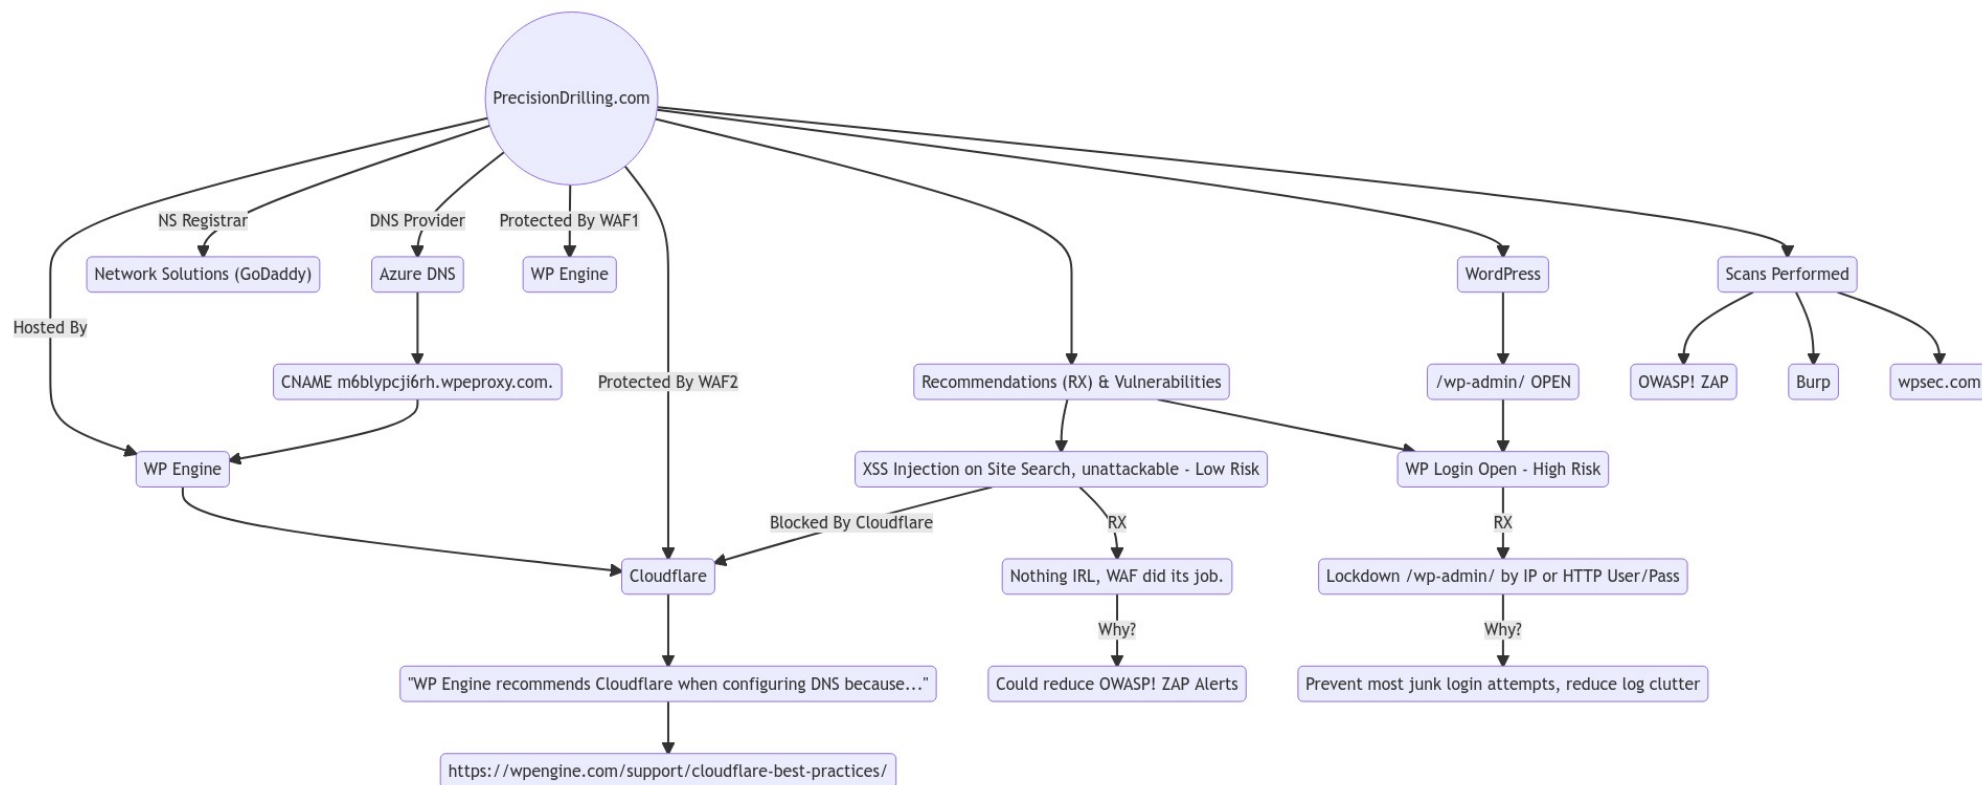 PrecisionDrilling.com
NS Registrar
DNS Provider
Protected By WAF1
Network Solutions (GoDaddy)
Azure DNS
WP Engine
WordPress
Scans Performed
Hosted By
CNAME m6blypcji6rh.wpeproxy.com.
Protected By WAF2
Recommendations (RX) & Vulnerabilities
/wp-admin/ OPEN
OWASP! ZAP
Burp
wpsec.com
WP Engine
XSS Injection on Site Search, unattackable - Low Risk
WP Login Open - High Risk
Blocked By Cloudflare
RX
RX
Cloudflare
Nothing IRL, WAF did its job.
Lockdown /wp-admin/ by IP or HTTP User/Pass
Why?
Why?
"WP Engine recommends Cloudflare when configuring DNS because..."
Could reduce OWASP! ZAP Alerts
Prevent most junk login attempts, reduce log clutter
https://wpengine.com/support/cloudflare-best-practices/